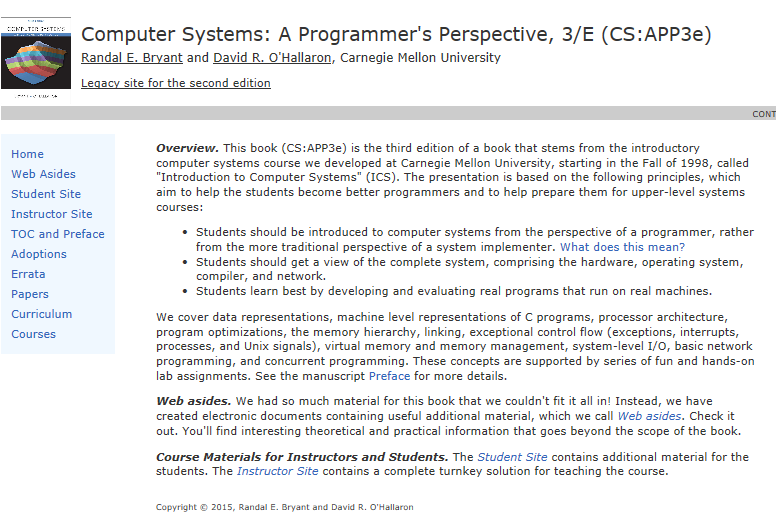 COMPUTER SYSTEMS
Computer Systems: A Programmer's Perspective, 3/E (CS:APP3e)
Randal E. Bryant and David R. O'Hallaron, Carnegie Mellon University
Legacy site for the second edition
CONT
Home
Web Asides
Student Site
Instructor Site
TOC and Preface
Adoptions
Errata
Papers
Curriculum
Courses
Overview. This book (CS:APP3e) is the third edition of a book that stems from the introductory
computer systems course we developed at Carnegie Mellon University, starting in the Fall of 1998, called
"Introduction to Computer Systems" (ICS). The presentation is based on the following principles, which
aim to help the students become better programmers and to help prepare them for upper-level systems
courses:
• Students should be introduced to computer systems from the perspective of a programmer, rather
from the more traditional perspective of a system implementer. What does this mean?
• Students should get a view of the complete system, comprising the hardware, operating system,
compiler, and network.
• Students learn best by developing and evaluating real programs that run on real machines.
We cover data representations, machine level representations of C programs, processor architecture,
program optimizations, the memory hierarchy, linking, exceptional control flow (exceptions, interrupts,
processes, and Unix signals), virtual memory and memory management, system-level I/O, basic network
programming, and concurrent programming. These concepts are supported by series of fun and hands-on
lab assignments. See the manuscript Preface for more details.
Web asides. We had so much material for this book that we couldn't fit it all in! Instead, we have
created electronic documents containing useful additional material, which we call Web asides. Check it
out. You'll find interesting theoretical and practical information that goes beyond the scope of the book.
Course Materials for Instructors and Students. The Student Site contains additional material for the
students. The Instructor Site contains a complete turnkey solution for teaching the course.
Copyright © 2015, Randal E. Bryant and David R. O'Hallaron